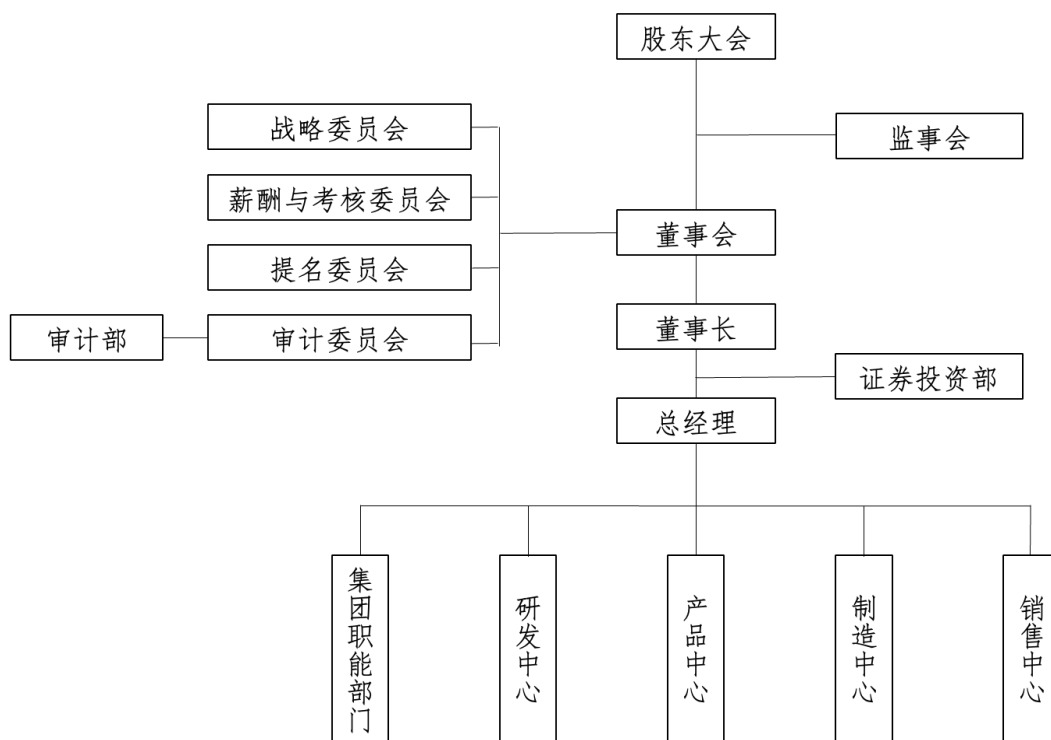 股东大会
战略委员会
监事会
薪酬与考核委员会
董事会
提名委员会
董事长
审计部
审计委员会
证券投资部
总经理
集团职能部门
研发中心
产品中心
制造中心
销售中心